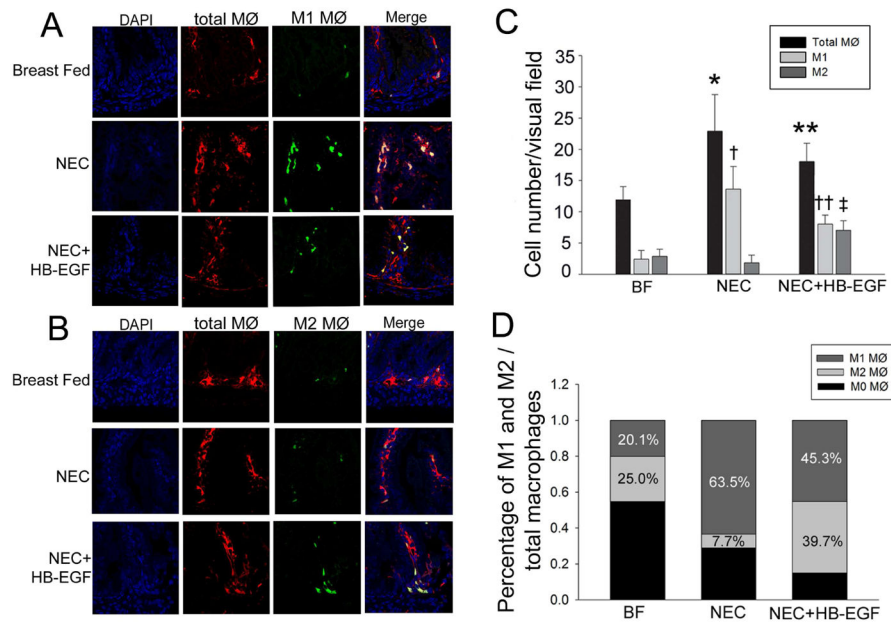 A
DAPI total MØ M1 MØ Merge
Breast Fed
NEC
NEC+
HB-EGF
B
DAPI total MØ M2 MØ Merge
Breast Fed
NEC
NEC+
HB-EGF
C
Cell number/visual field
35
30
25
20
15
10
5
0
Total MØ
M1
M2
*
†
**
†† ‡
BF NEC NEC+HB-EGF
D
Percentage of M1 and M2 /
total macrophages
M1 MØ
M2 MØ
M0 MØ
1.2
1.0
0.8
0.6
0.4
0.2
0.0
20.1%
25.0%
63.5%
7.7%
45.3%
39.7%
BF NEC NEC+HB-EGF